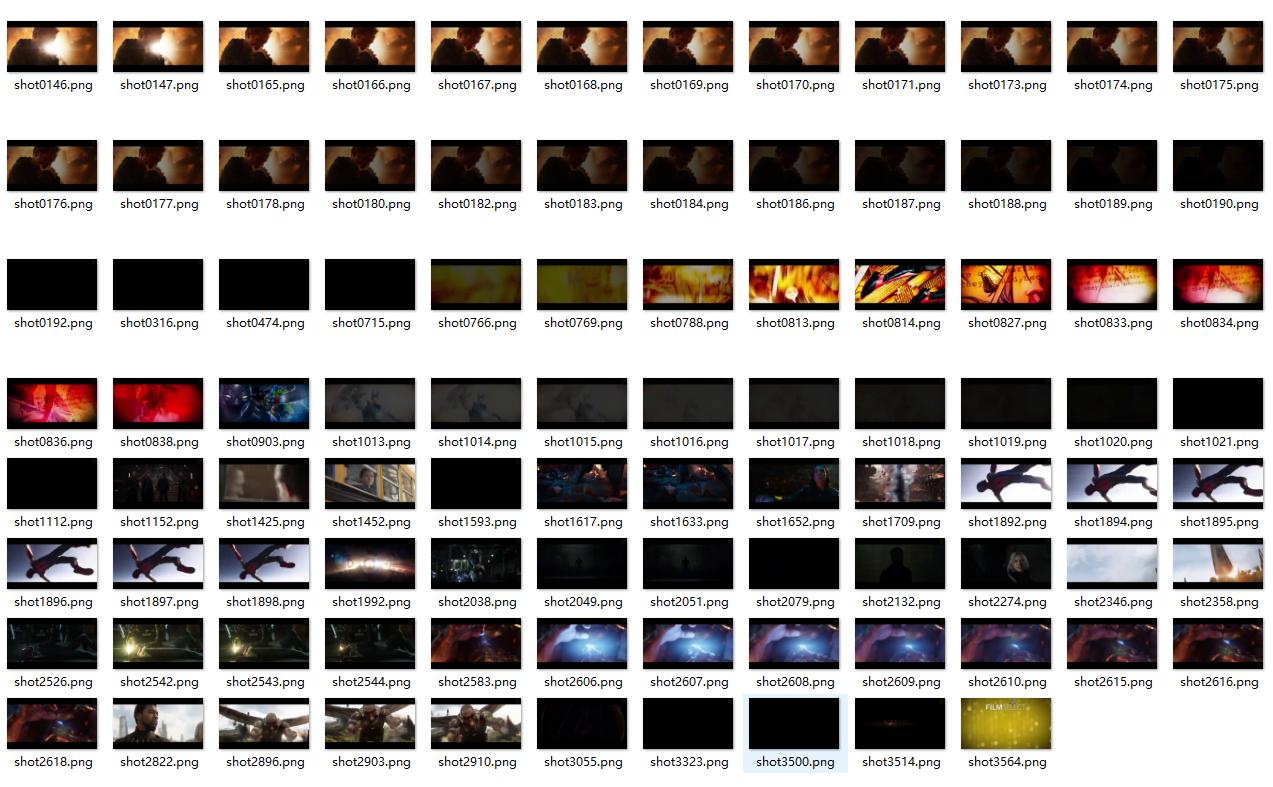 shot0146.png shot0147.png shot0165.png shot0166.png shot0167.png shot0168.png shot0169.png shot0170.png shot0171.png shot0173.png shot0174.png shot0175.png
shot0176.png shot0177.png shot0178.png shot0180.png shot0182.png shot0183.png shot0184.png shot0186.png shot0187.png shot0188.png shot0189.png shot0190.png
shot0192.png shot0316.png shot0474.png shot0715.png shot0766.png shot0769.png shot0788.png shot0813.png shot0814.png shot0827.png shot0833.png shot0834.png
shot0836.png shot0838.png shot0903.png shot1013.png shot1014.png shot1015.png shot1016.png shot1017.png shot1018.png shot1019.png shot1020.png shot1021.png
shot1112.png shot1152.png shot1425.png shot1452.png shot1593.png shot1617.png shot1633.png shot1652.png shot1709.png shot1892.png shot1894.png shot1895.png
shot1896.png shot1897.png shot1898.png shot1992.png shot2038.png shot2049.png shot2051.png shot2079.png shot2132.png shot2274.png shot2346.png shot2358.png
shot2526.png shot2542.png shot2543.png shot2544.png shot2583.png shot2606.png shot2607.png shot2608.png shot2609.png shot2610.png shot2615.png shot2616.png
FILMSELECT
shot2618.png shot2822.png shot2896.png shot2903.png shot2910.png shot3055.png shot3323.png shot3500.png shot3514.png shot3564.png